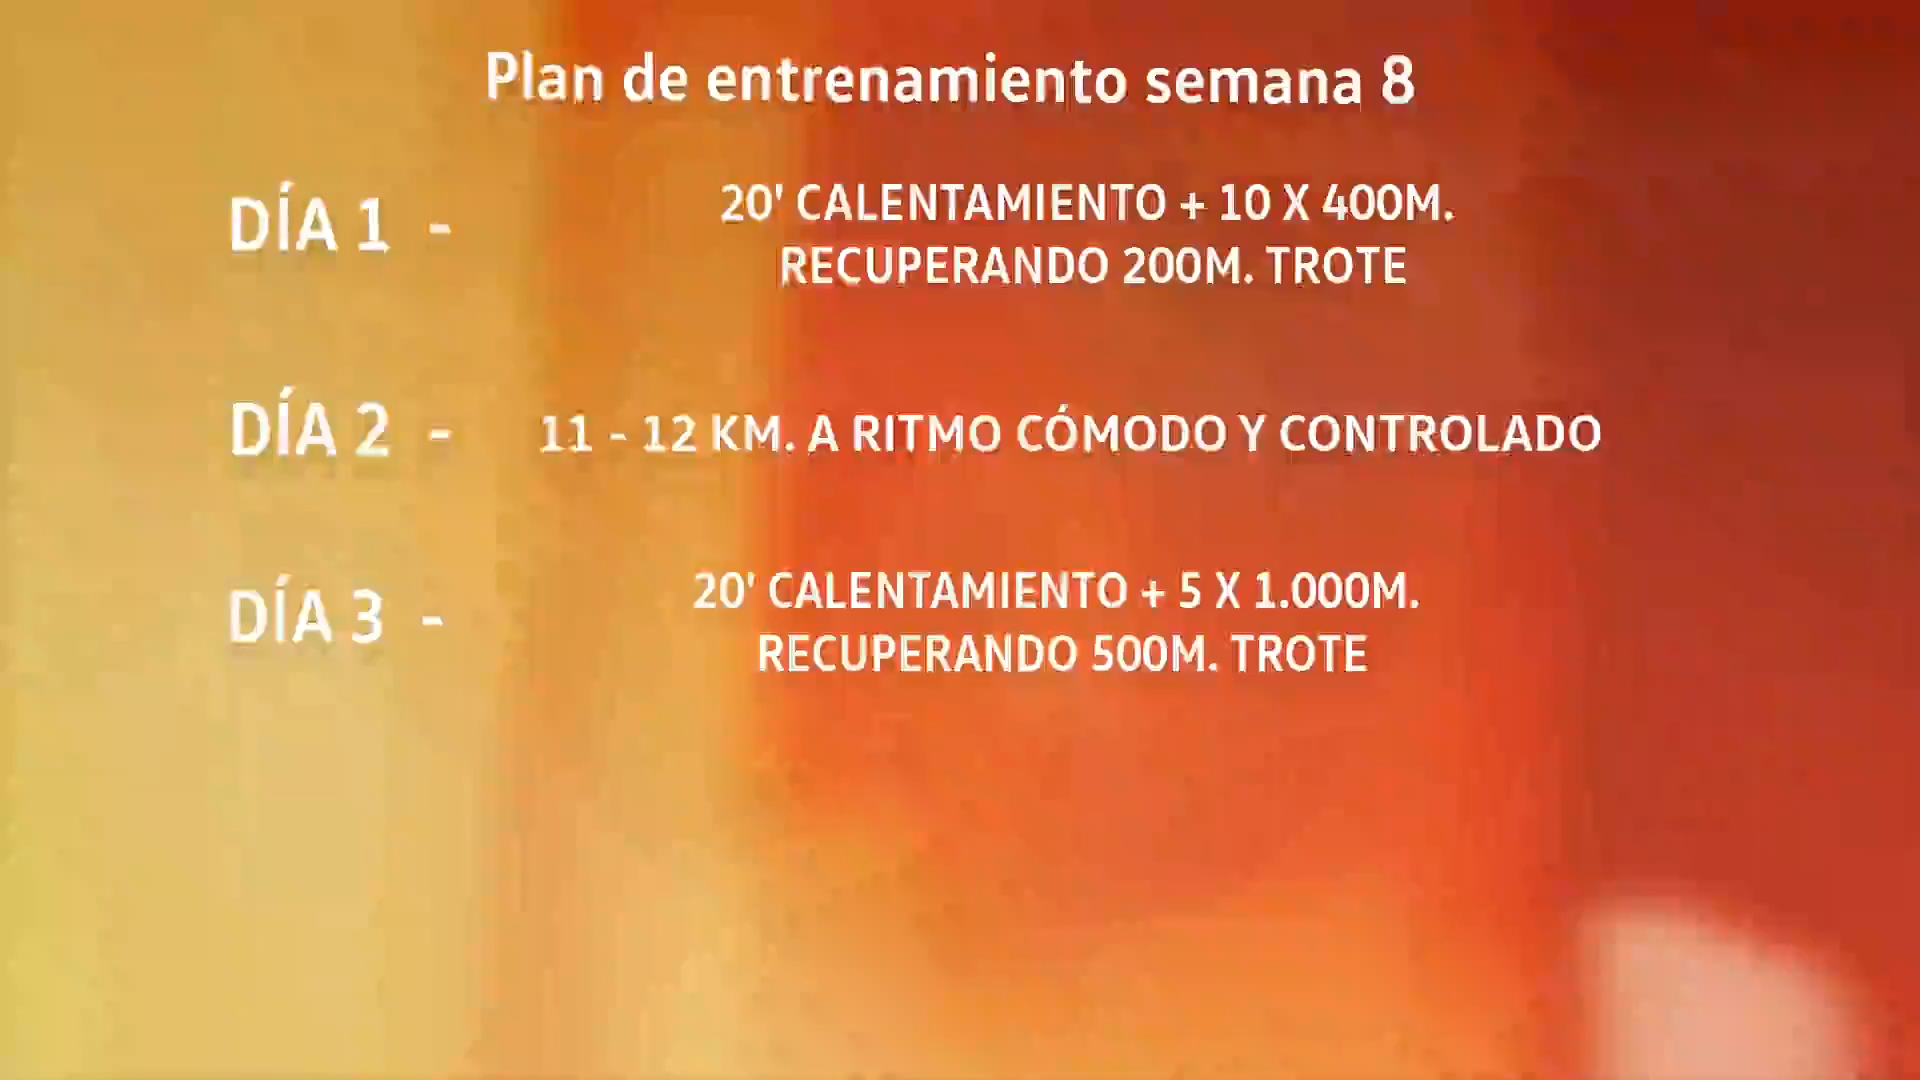 Plan de entrenamiento semana 8
DÍA 1 - 20' CALENTAMIENTO + 10 X 400M.
RECUPERANDO 200M. TROTE
DÍA 2 - 11 - 12 KM. A RITMO CÓMODO Y CONTROLADO
DÍA 3 - 20' CALENTAMIENTO + 5 X 1.000M.
RECUPERANDO 500M. TROTE